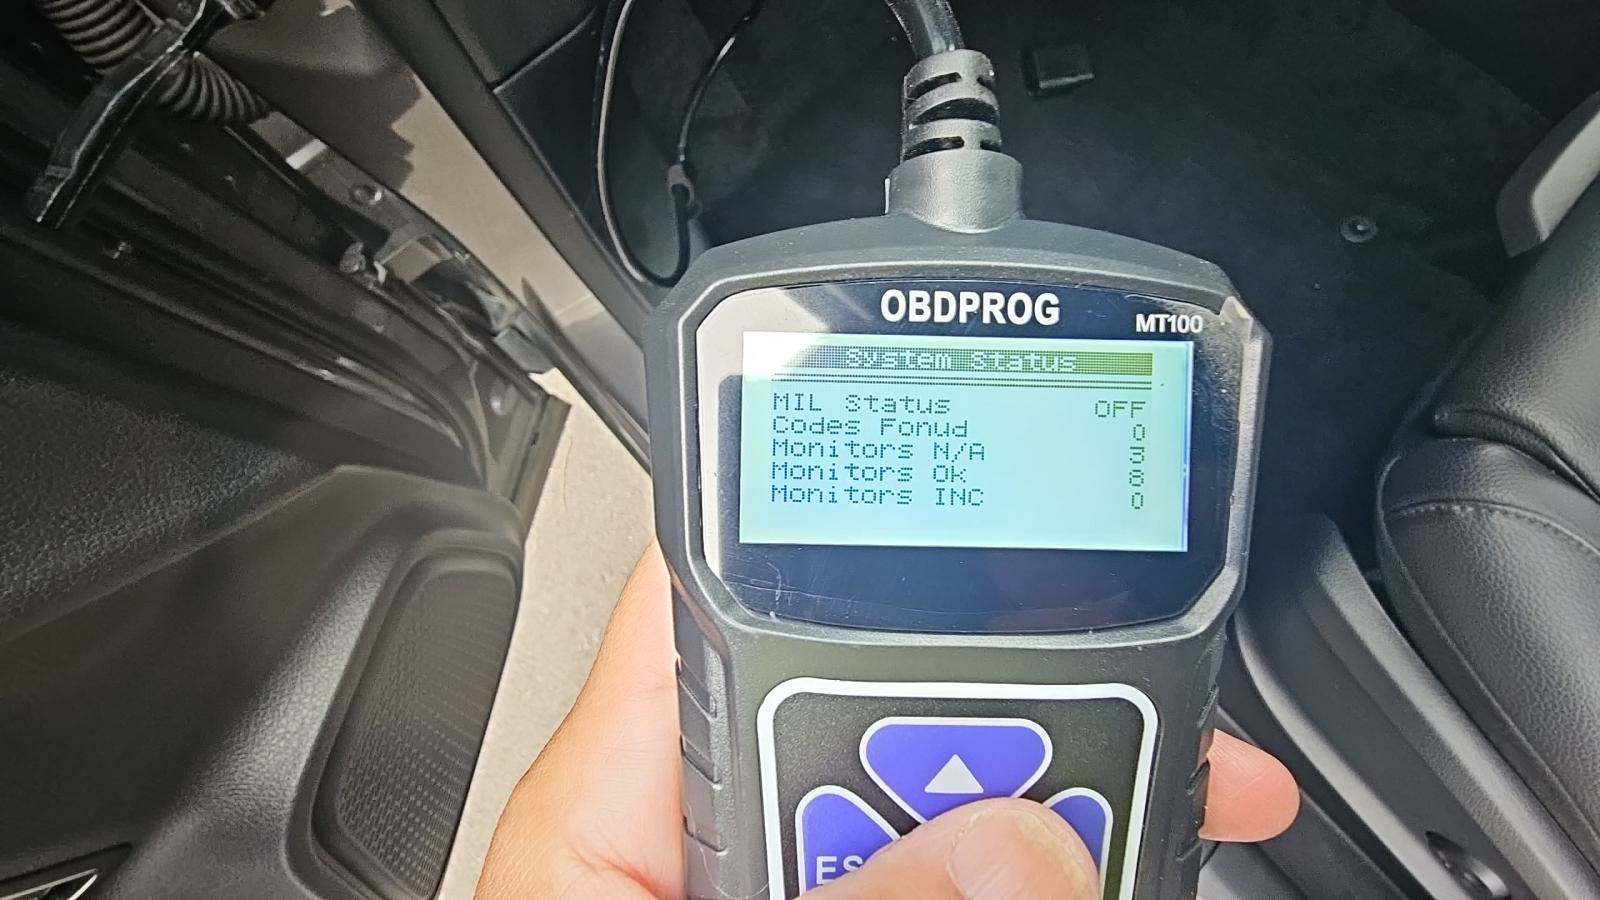 OBDPROG
MT100
System Status
MIL Status OFF
Codes Fonud 0
Monitors N/A 3
Monitors Ok 8
Monitors INC 0